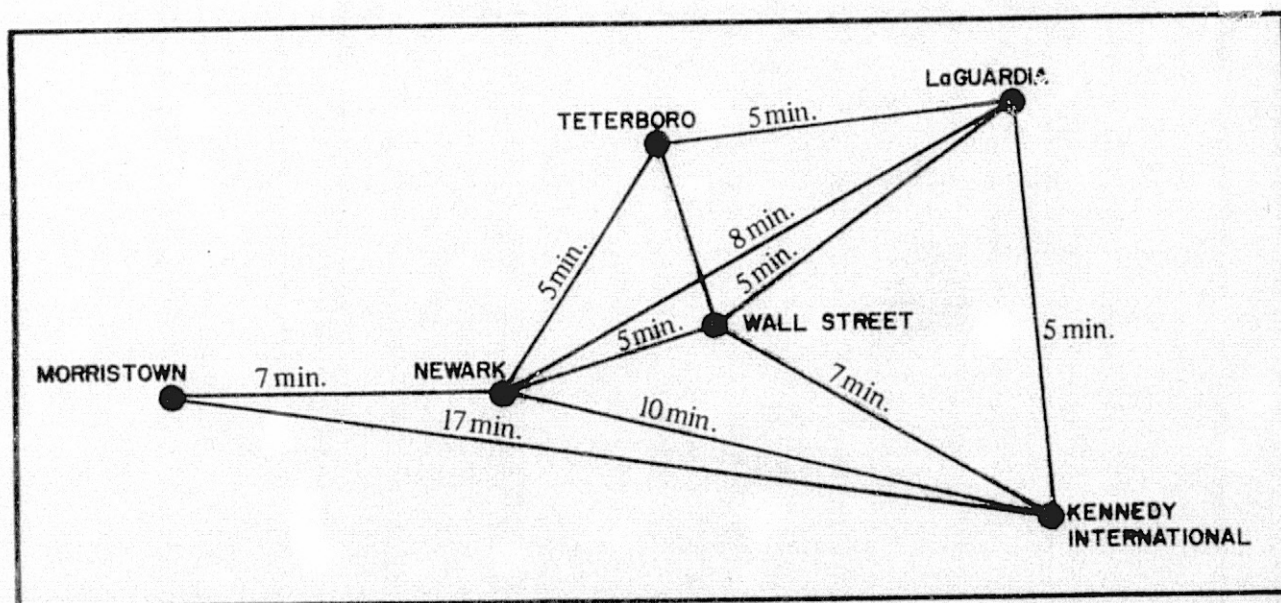 LaGUARDIA
TETERBORO
5 min.
8 min.
5 min.
5 min.
WALL STREET
5 min.
5 min.
MORRISTOWN
7 min.
NEWARK
7 min.
10 min.
17 min.
KENNEDY
INTERNATIONAL